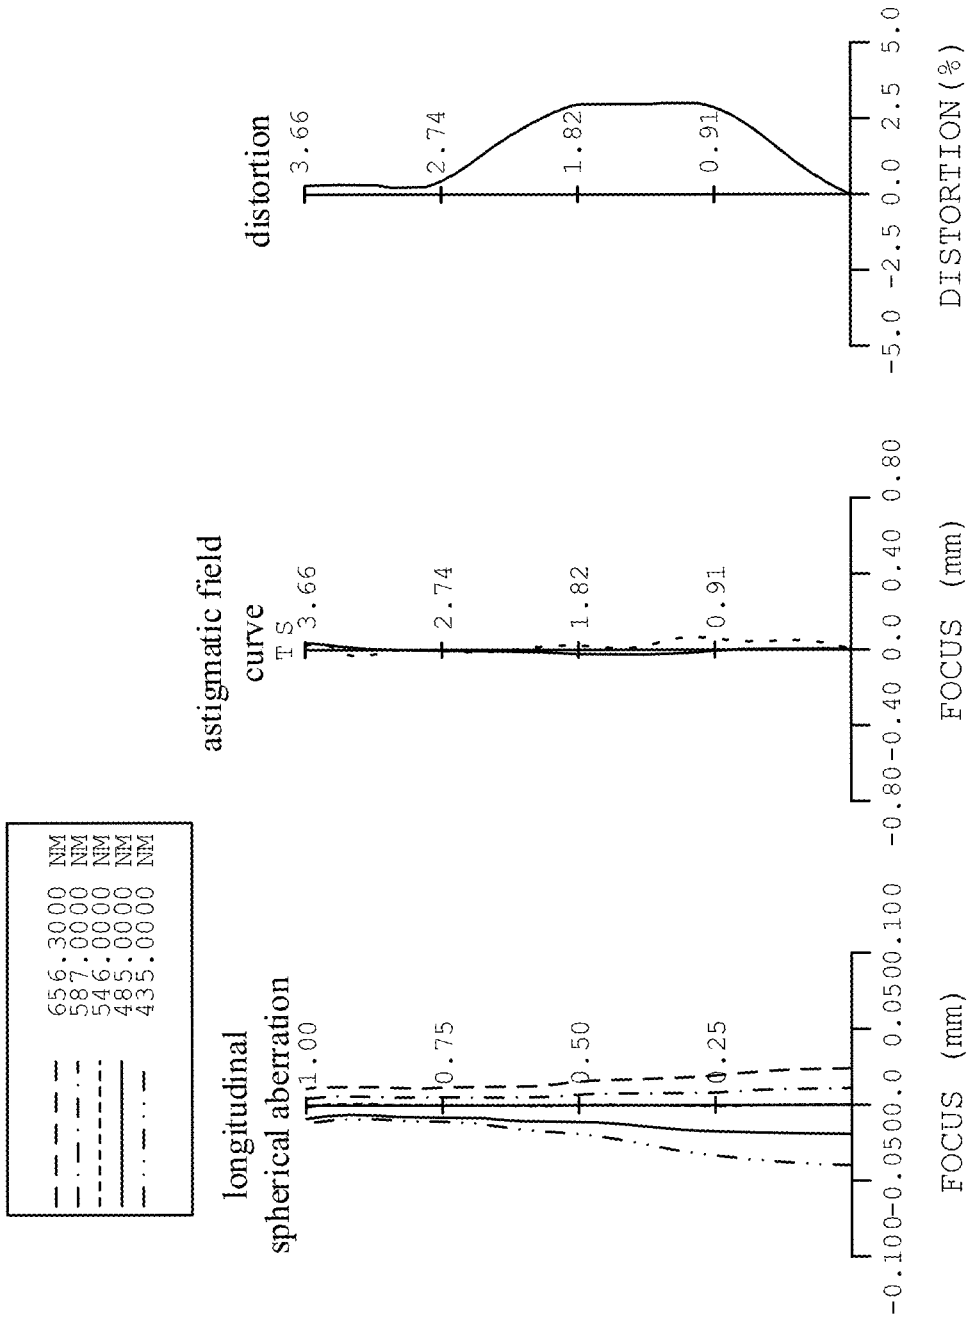 656.3000 NM
587.0000 NM
546.0000 NM
485.0000 NM
435.0000 NM
longitudinal
spherical aberration
1.00
0.75
0.50
0.25
-0.100-0.0500.0 0.0500.100
FOCUS (mm)
astigmatic field
curve
T S
3.66
2.74
1.82
0.91
-0.80-0.40 0.0 0.40 0.80
FOCUS (mm)
distortion
3.66
2.74
1.82
0.91
-5.0 -2.5 0.0 2.5 5.0
DISTORTION(%)